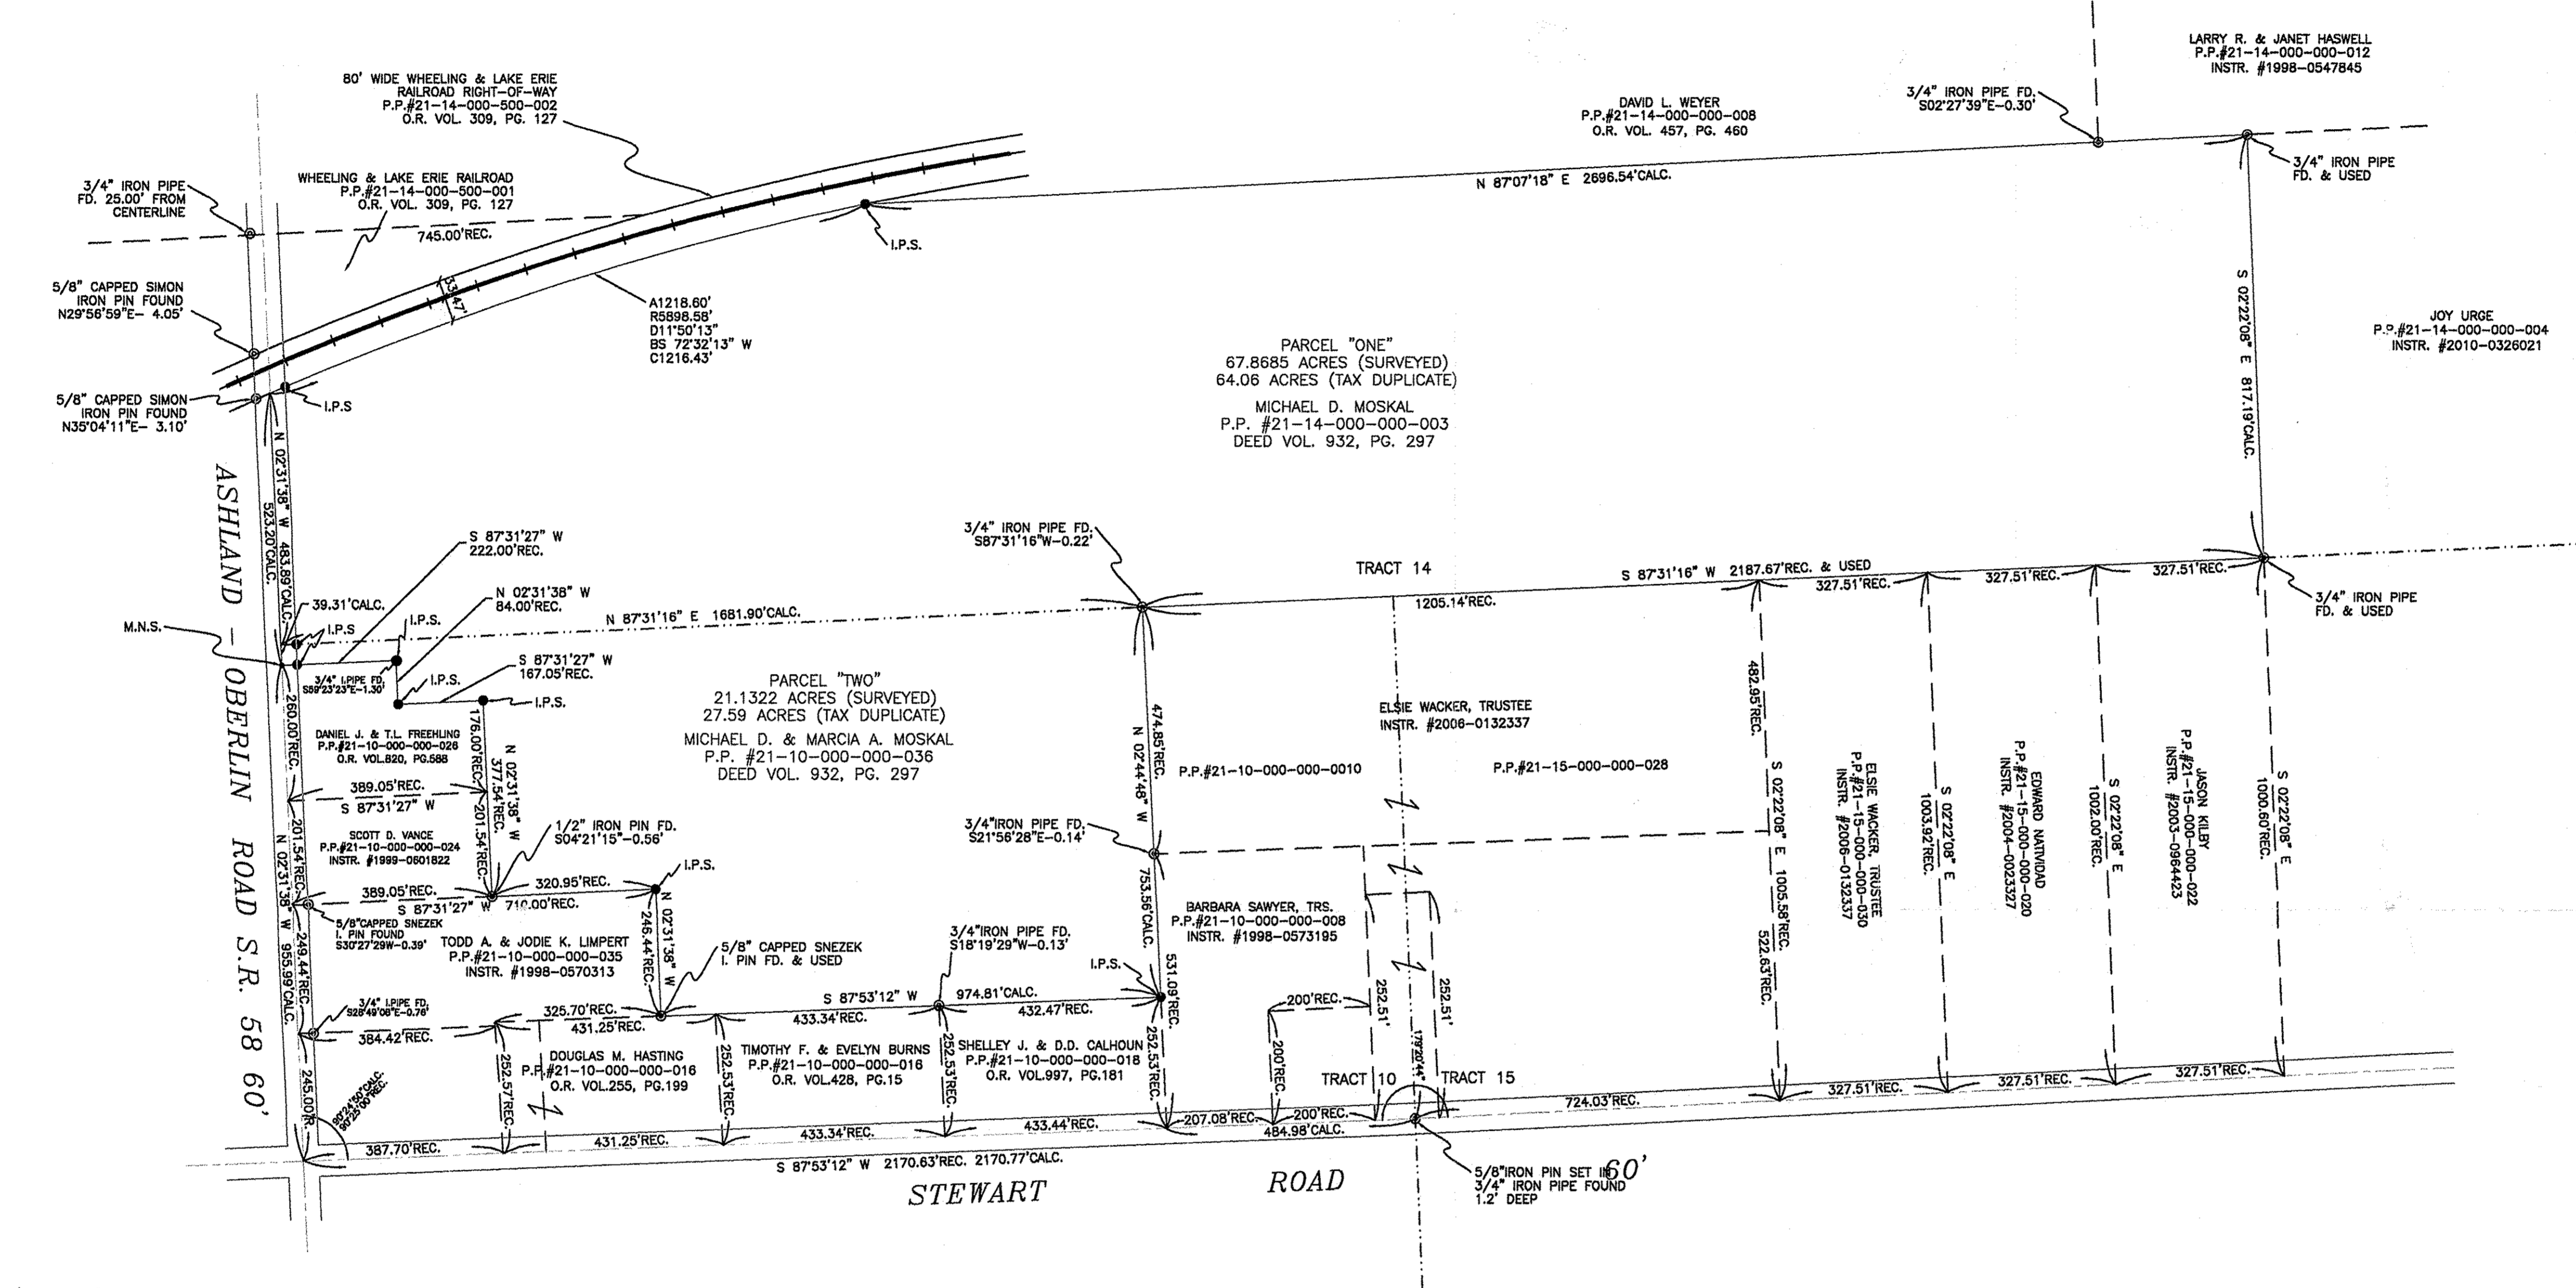 LARRY R. & JANET HASWELL
P.P.#21-14-000-000-012
INSTR. #1998-0547845
80' WIDE WHEELING & LAKE ERIE
RAILROAD RIGHT-OF-WAY
P.P.#21-14-000-500-002
O.R. VOL. 309, PG. 127
DAVID L. WEYER
P.P.#21-14-000-000-008
O.R. VOL. 457, PG. 460
3/4" IRON PIPE FD.
S02°27'39"E-0.30'
3/4" IRON PIPE
FD. & USED
3/4" IRON PIPE
FD. 25.00' FROM
CENTERLINE
WHEELING & LAKE ERIE RAILROAD
P.P.#21-14-000-500-001
O.R. VOL. 309, PG. 127
745.00'REC.
N 87°07'18" E 2696.54'CALC.
I.P.S.
5/8" CAPPED SIMON
IRON PIN FOUND
N29°56'59"E- 4.05'
33.47'
A1218.60'
R5898.58'
D11°50'13"
BS 72°32'13" W
C1216.43'
S 02°22'08" E 817.19'CALC.
JOY URGE
P.P.#21-14-000-000-004
INSTR. #2010-0326021
PARCEL "ONE"
67.8685 ACRES (SURVEYED)
64.06 ACRES (TAX DUPLICATE)
MICHAEL D. MOSKAL
P.P. #21-14-000-000-003
DEED VOL. 932, PG. 297
5/8" CAPPED SIMON
IRON PIN FOUND
N35°04'11"E- 3.10'
I.P.S
N 02°31'38" W 483.89'CALC.
523.20'CALC.
ASHLAND - OBERLIN ROAD S.R. 58 60'
S 87°31'27" W
222.00'REC.
3/4" IRON PIPE FD.
S87°31'16"W-0.22'
TRACT 14
S 87°31'16" W 2187.67'REC. & USED
327.51'REC.
327.51'REC.
327.51'REC.
1205.14'REC.
3/4" IRON PIPE
FD. & USED
39.31'CALC.
N 02°31'38" W
84.00'REC.
M.N.S.
I.P.S
I.P.S.
N 87°31'16" E 1681.90'CALC.
S 87°31'27" W
167.05'REC.
3/4" I.PIPE FD.
S59°23'23"E-1.30'
I.P.S.
I.P.S.
PARCEL "TWO"
21.1322 ACRES (SURVEYED)
27.59 ACRES (TAX DUPLICATE)
MICHAEL D. & MARCIA A. MOSKAL
P.P. #21-10-000-000-036
DEED VOL. 932, PG. 297
260.00'REC.
DANIEL J. & T.L. FREEHLING
P.P.#21-10-000-000-026
O.R. VOL.820, PG.588
176.00'REC.
N 02°31'38" W
377.54'REC.
201.54'REC.
389.05'REC.
S 87°31'27" W
474.85'REC.
N 02°44'48" W
ELSIE WACKER, TRUSTEE
INSTR. #2006-0132337
P.P.#21-10-000-000-0010
P.P.#21-15-000-000-028
482.95'REC.
S 02°22'08" E 1005.58'REC.
522.63'REC.
ELSIE WACKER, TRUSTEE
P.P.#21-15-000-000-030
INSTR. #2006-0132337
S 02°22'08" E
1003.92'REC.
EDWARD NATIVIDAD
P.P.#21-15-000-000-020
INSTR. #2004-0023327
S 02°22'08" E
1002.00'REC.
JASON KILBY
P.P.#21-15-000-000-022
INSTR. #2003-0964423
S 02°22'08" E
1000.60'REC.
201.54'REC.
SCOTT D. VANCE
P.P.#21-10-000-000-024
INSTR. #1999-0601822
1/2" IRON PIN FD.
S04°21'15"-0.56'
3/4"IRON PIPE FD.
S21°56'28"E-0.14'
I.P.S.
389.05'REC.
S 87°31'27" W
320.95'REC.
710.00'REC.
753.56'CALC.
N 02°31'38" W 955.99'CALC.
5/8"CAPPED SNEZEK
I. PIN FOUND
S30°27'29W-0.39'
249.44'REC.
TODD A. & JODIE K. LIMPERT
P.P.#21-10-000-000-035
INSTR. #1998-0570313
N 02°31'38" W
246.44'REC.
5/8" CAPPED SNEZEK
I. PIN FD. & USED
3/4"IRON PIPE FD.
S18°19'29"W-0.13'
BARBARA SAWYER, TRS.
P.P.#21-10-000-000-008
INSTR. #1998-0573195
I.P.S.
531.09'REC.
3/4" I.PIPE FD.
S28°49'08"E-0.76'
384.42'REC.
325.70'REC.
431.25'REC.
S 87°53'12" W 974.81'CALC.
433.34'REC.
432.47'REC.
200'REC.
200'REC.
252.51'
252.51'
179°20'44"
245.00'R.
90°24'50"CALC.
90°25'00"REC.
252.57'REC.
DOUGLAS M. HASTING
P.P.#21-10-000-000-016
O.R. VOL.255, PG.199
252.53'REC.
TIMOTHY F. & EVELYN BURNS
P.P.#21-10-000-000-016
O.R. VOL.428, PG.15
252.53'REC.
SHELLEY J. & D.D. CALHOUN
P.P.#21-10-000-000-018
O.R. VOL.997, PG.181
252.53'REC.
TRACT 10
TRACT 15
387.70'REC.
431.25'REC.
433.34'REC.
433.44'REC.
207.08'REC.
200'REC.
484.98'CALC.
724.03'REC.
327.51'REC.
327.51'REC.
327.51'REC.
S 87°53'12" W 2170.63'REC. 2170.77'CALC.
STEWART ROAD 60'
5/8"IRON PIN SET IN
3/4" IRON PIPE FOUND
1.2' DEEP